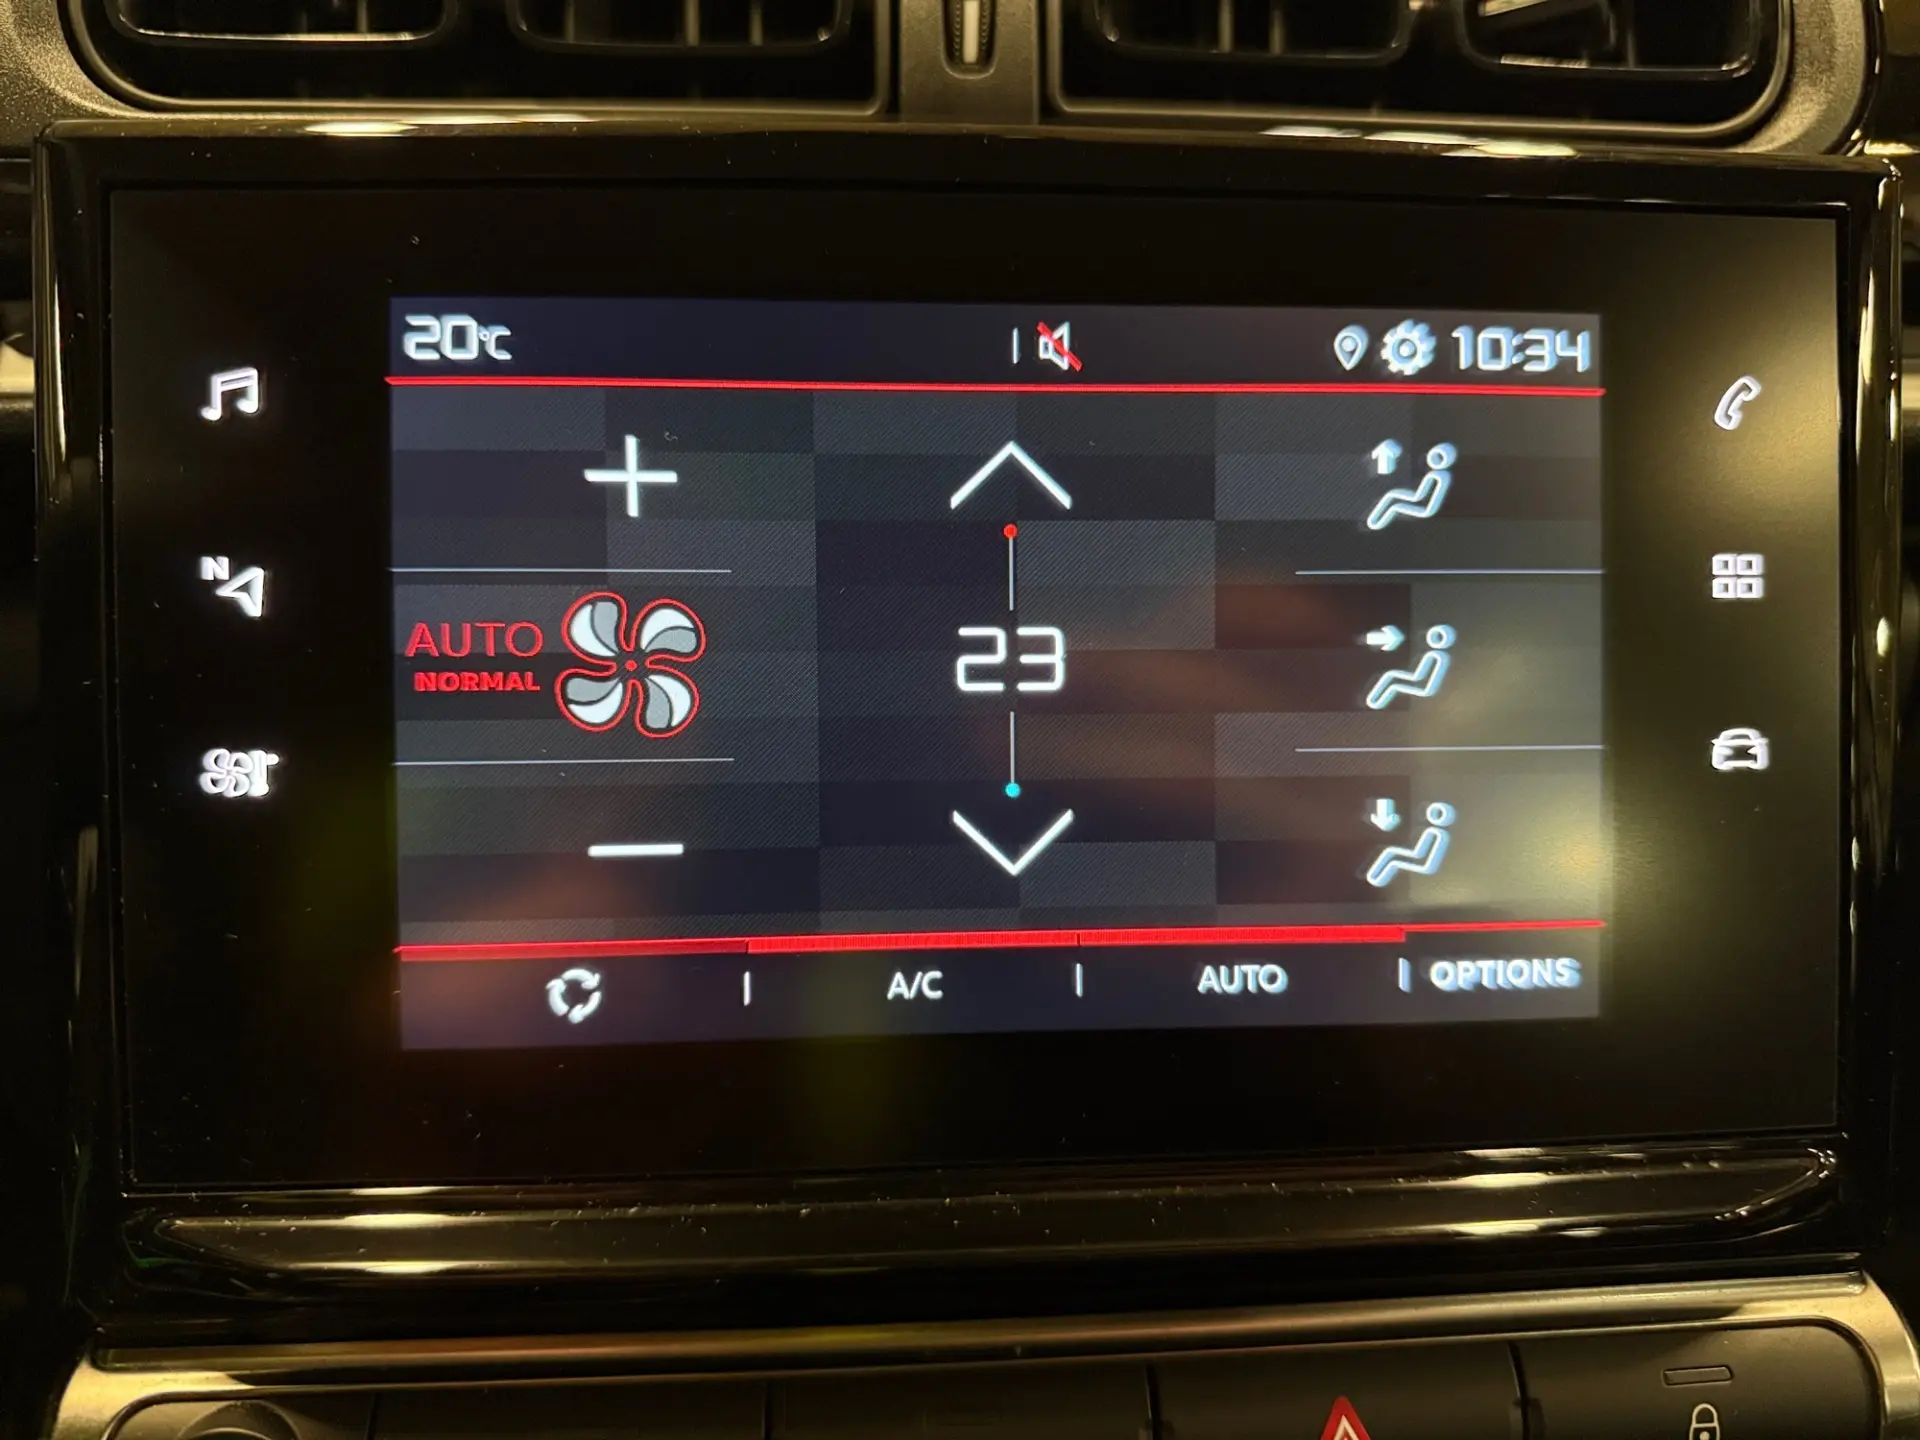 20°C
10:34
N
AUTO
NORMAL
23
A/C
AUTO
OPTIONS